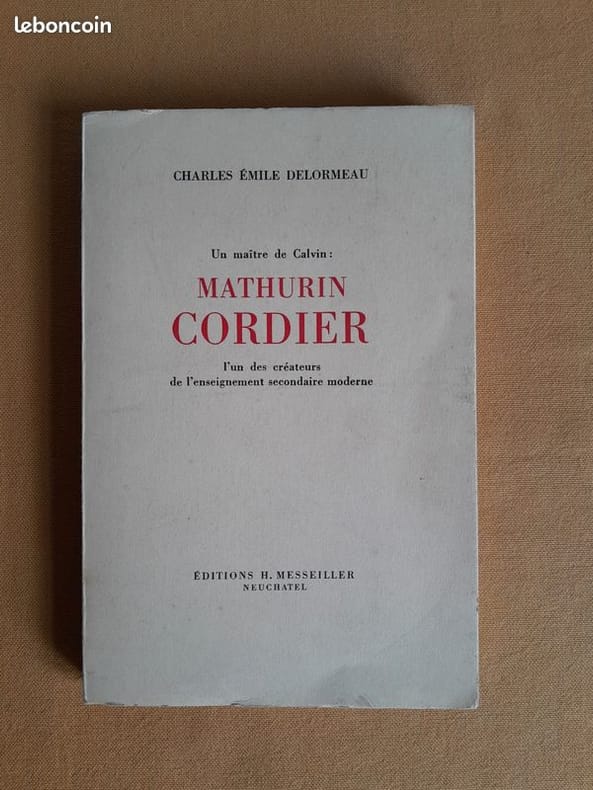 leboncoin
CHARLES ÉMILE DELORMEAU
Un maître de Calvin :
MATHURIN
CORDIER
l'un des créateurs
de l'enseignement secondaire moderne
ÉDITIONS H. MESSEILLER
NEUCHATEL